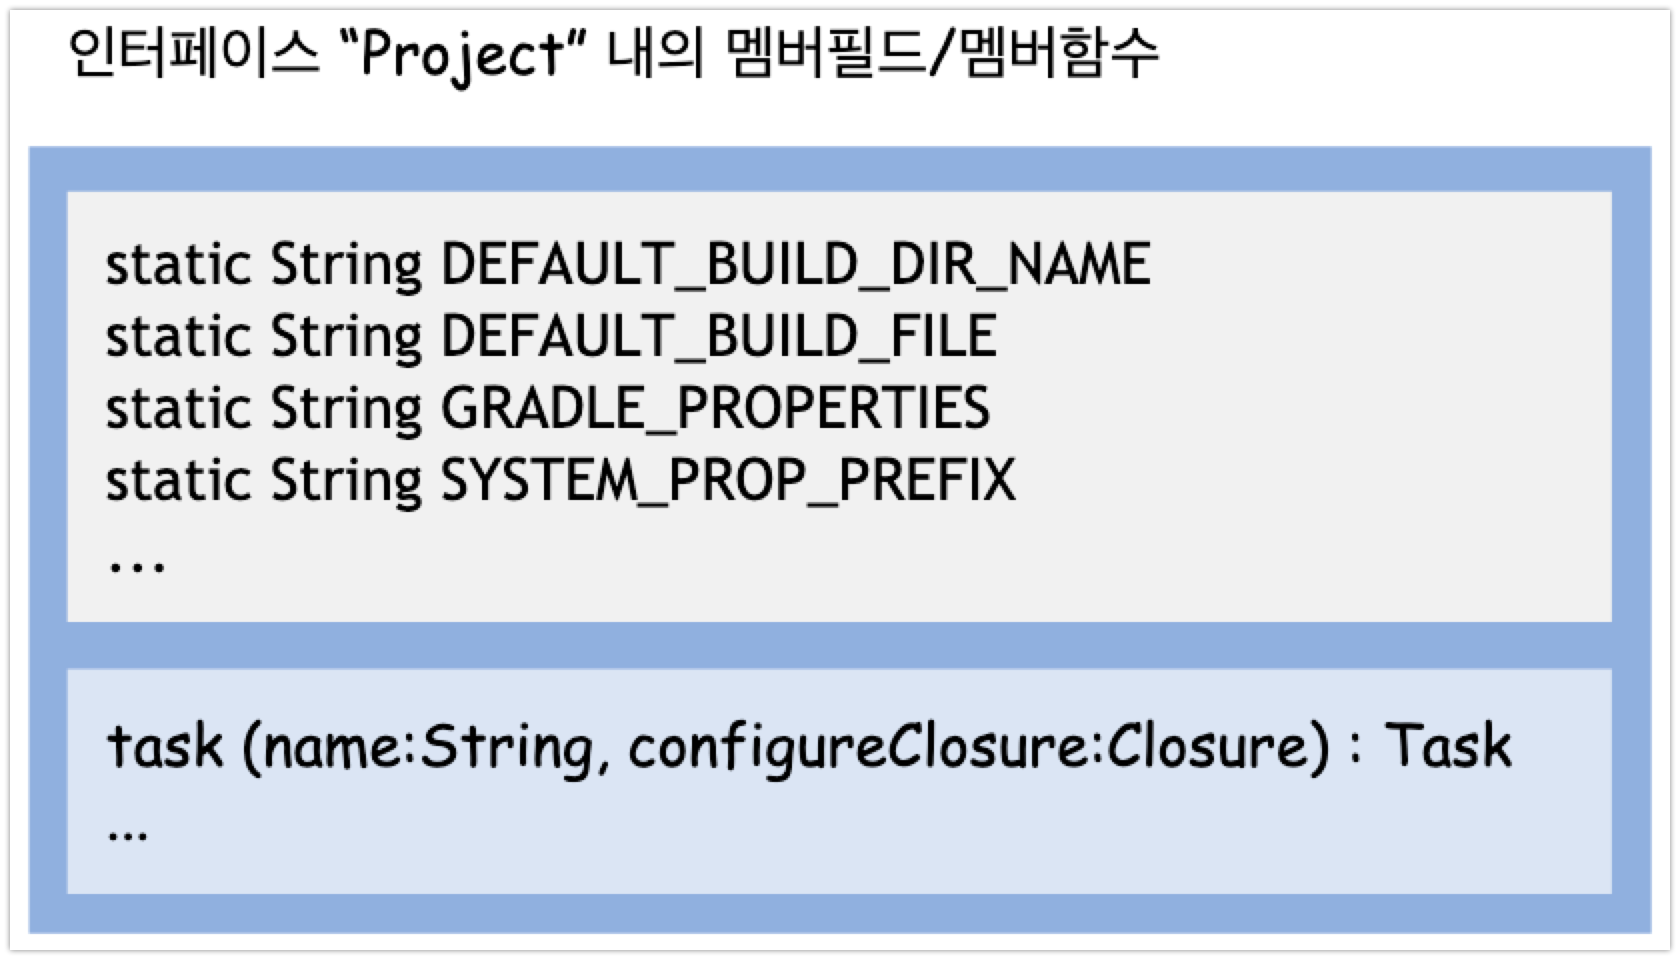 인터페이스 “Project” 내의 멤버필드/멤버함수
static String DEFAULT_BUILD_DIR_NAME
static String DEFAULT_BUILD_FILE
static String GRADLE_PROPERTIES
static String SYSTEM_PROP_PREFIX
...
task (name:String, configureClosure:Closure) : Task
...